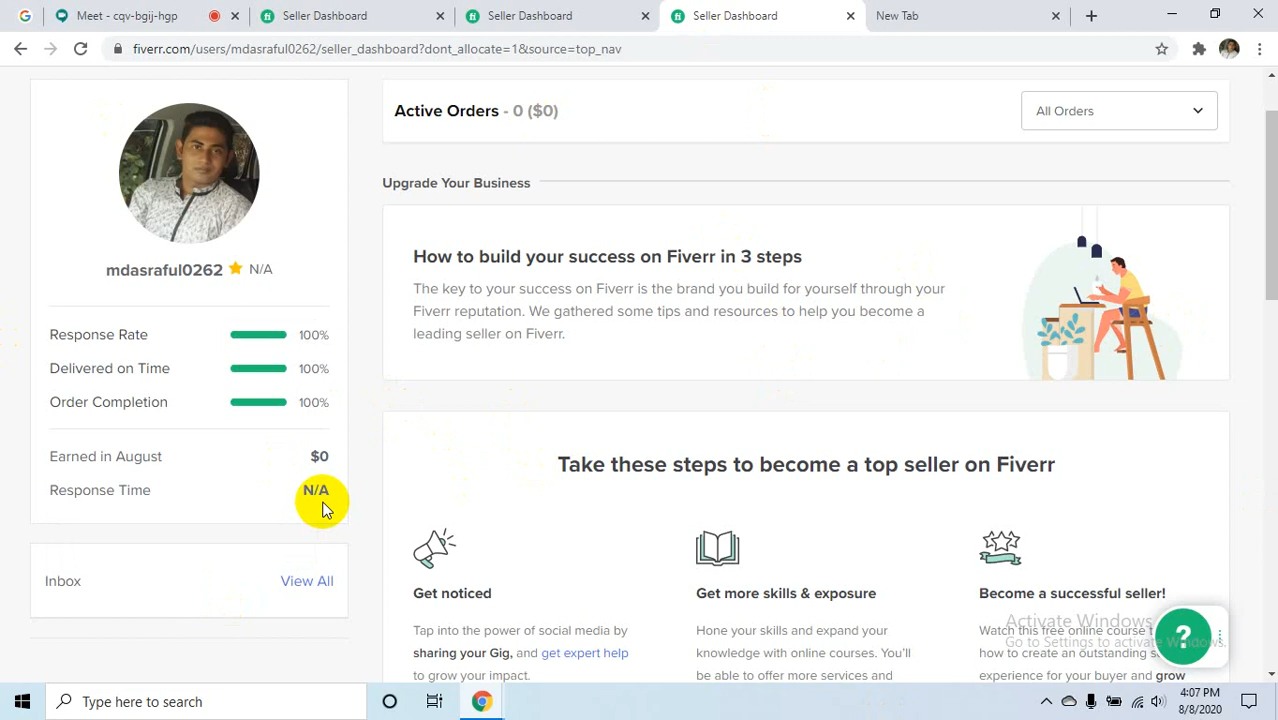 Meet - cqv-bgij-hgp
Seller Dashboard
Seller Dashboard
Seller Dashboard
New Tab
fiverr.com/users/mdasraful0262/seller_dashboard?dont_allocate=1&source=top_nav
Active Orders - 0 ($0)
All Orders
Upgrade Your Business
How to build your success on Fiverr in 3 steps
The key to your success on Fiverr is the brand you build for yourself through your
Fiverr reputation. We gathered some tips and resources to help you become a
leading seller on Fiverr.
mdasraful0262 N/A
Response Rate 100%
Delivered on Time 100%
Order Completion 100%
Earned in August $0
Response Time N/A
Inbox View All
Take these steps to become a top seller on Fiverr
Get noticed
Tap into the power of social media by
sharing your Gig, and get expert help
to grow your impact.
Get more skills & exposure
Hone your skills and expand your
knowledge with online courses. You'll
be able to offer more services and
Become a successful seller!
Watch this free online course t
how to create an outstanding s
experience for your buyer and grow
Activate Windows
Go to Settings to activate Windows.
?
Type here to search
4:07 PM
8/8/2020